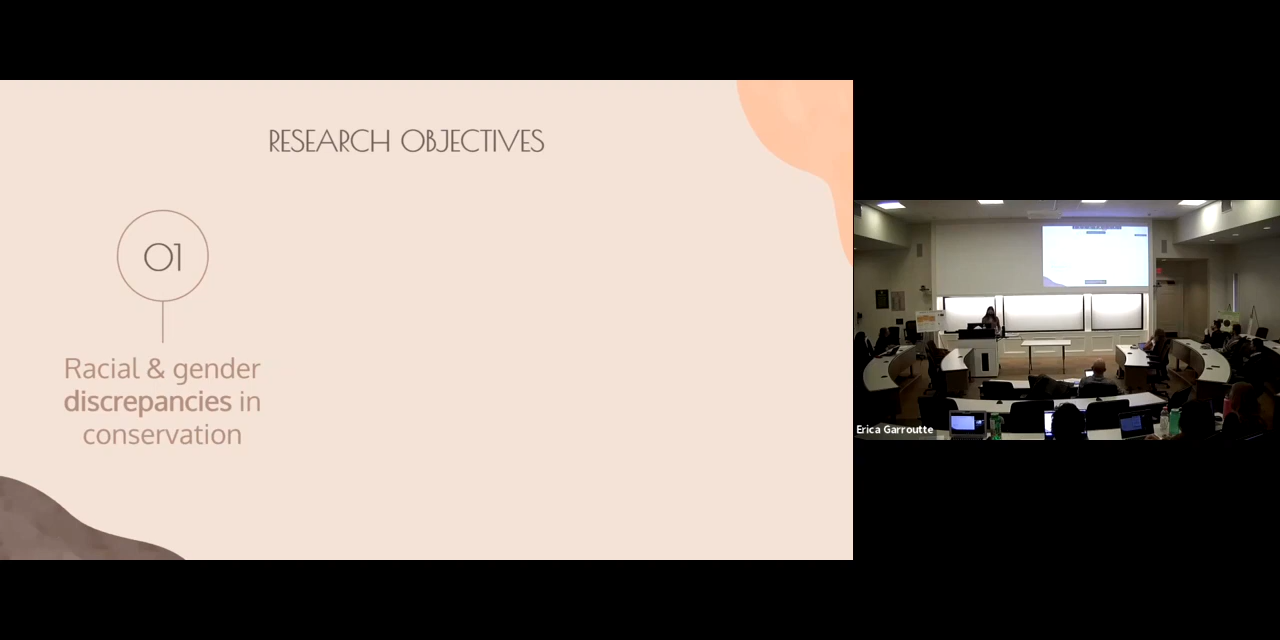 RESEARCH OBJECTIVES
01
Racial & gender
discrepancies in
conservation
Erica Garroutte